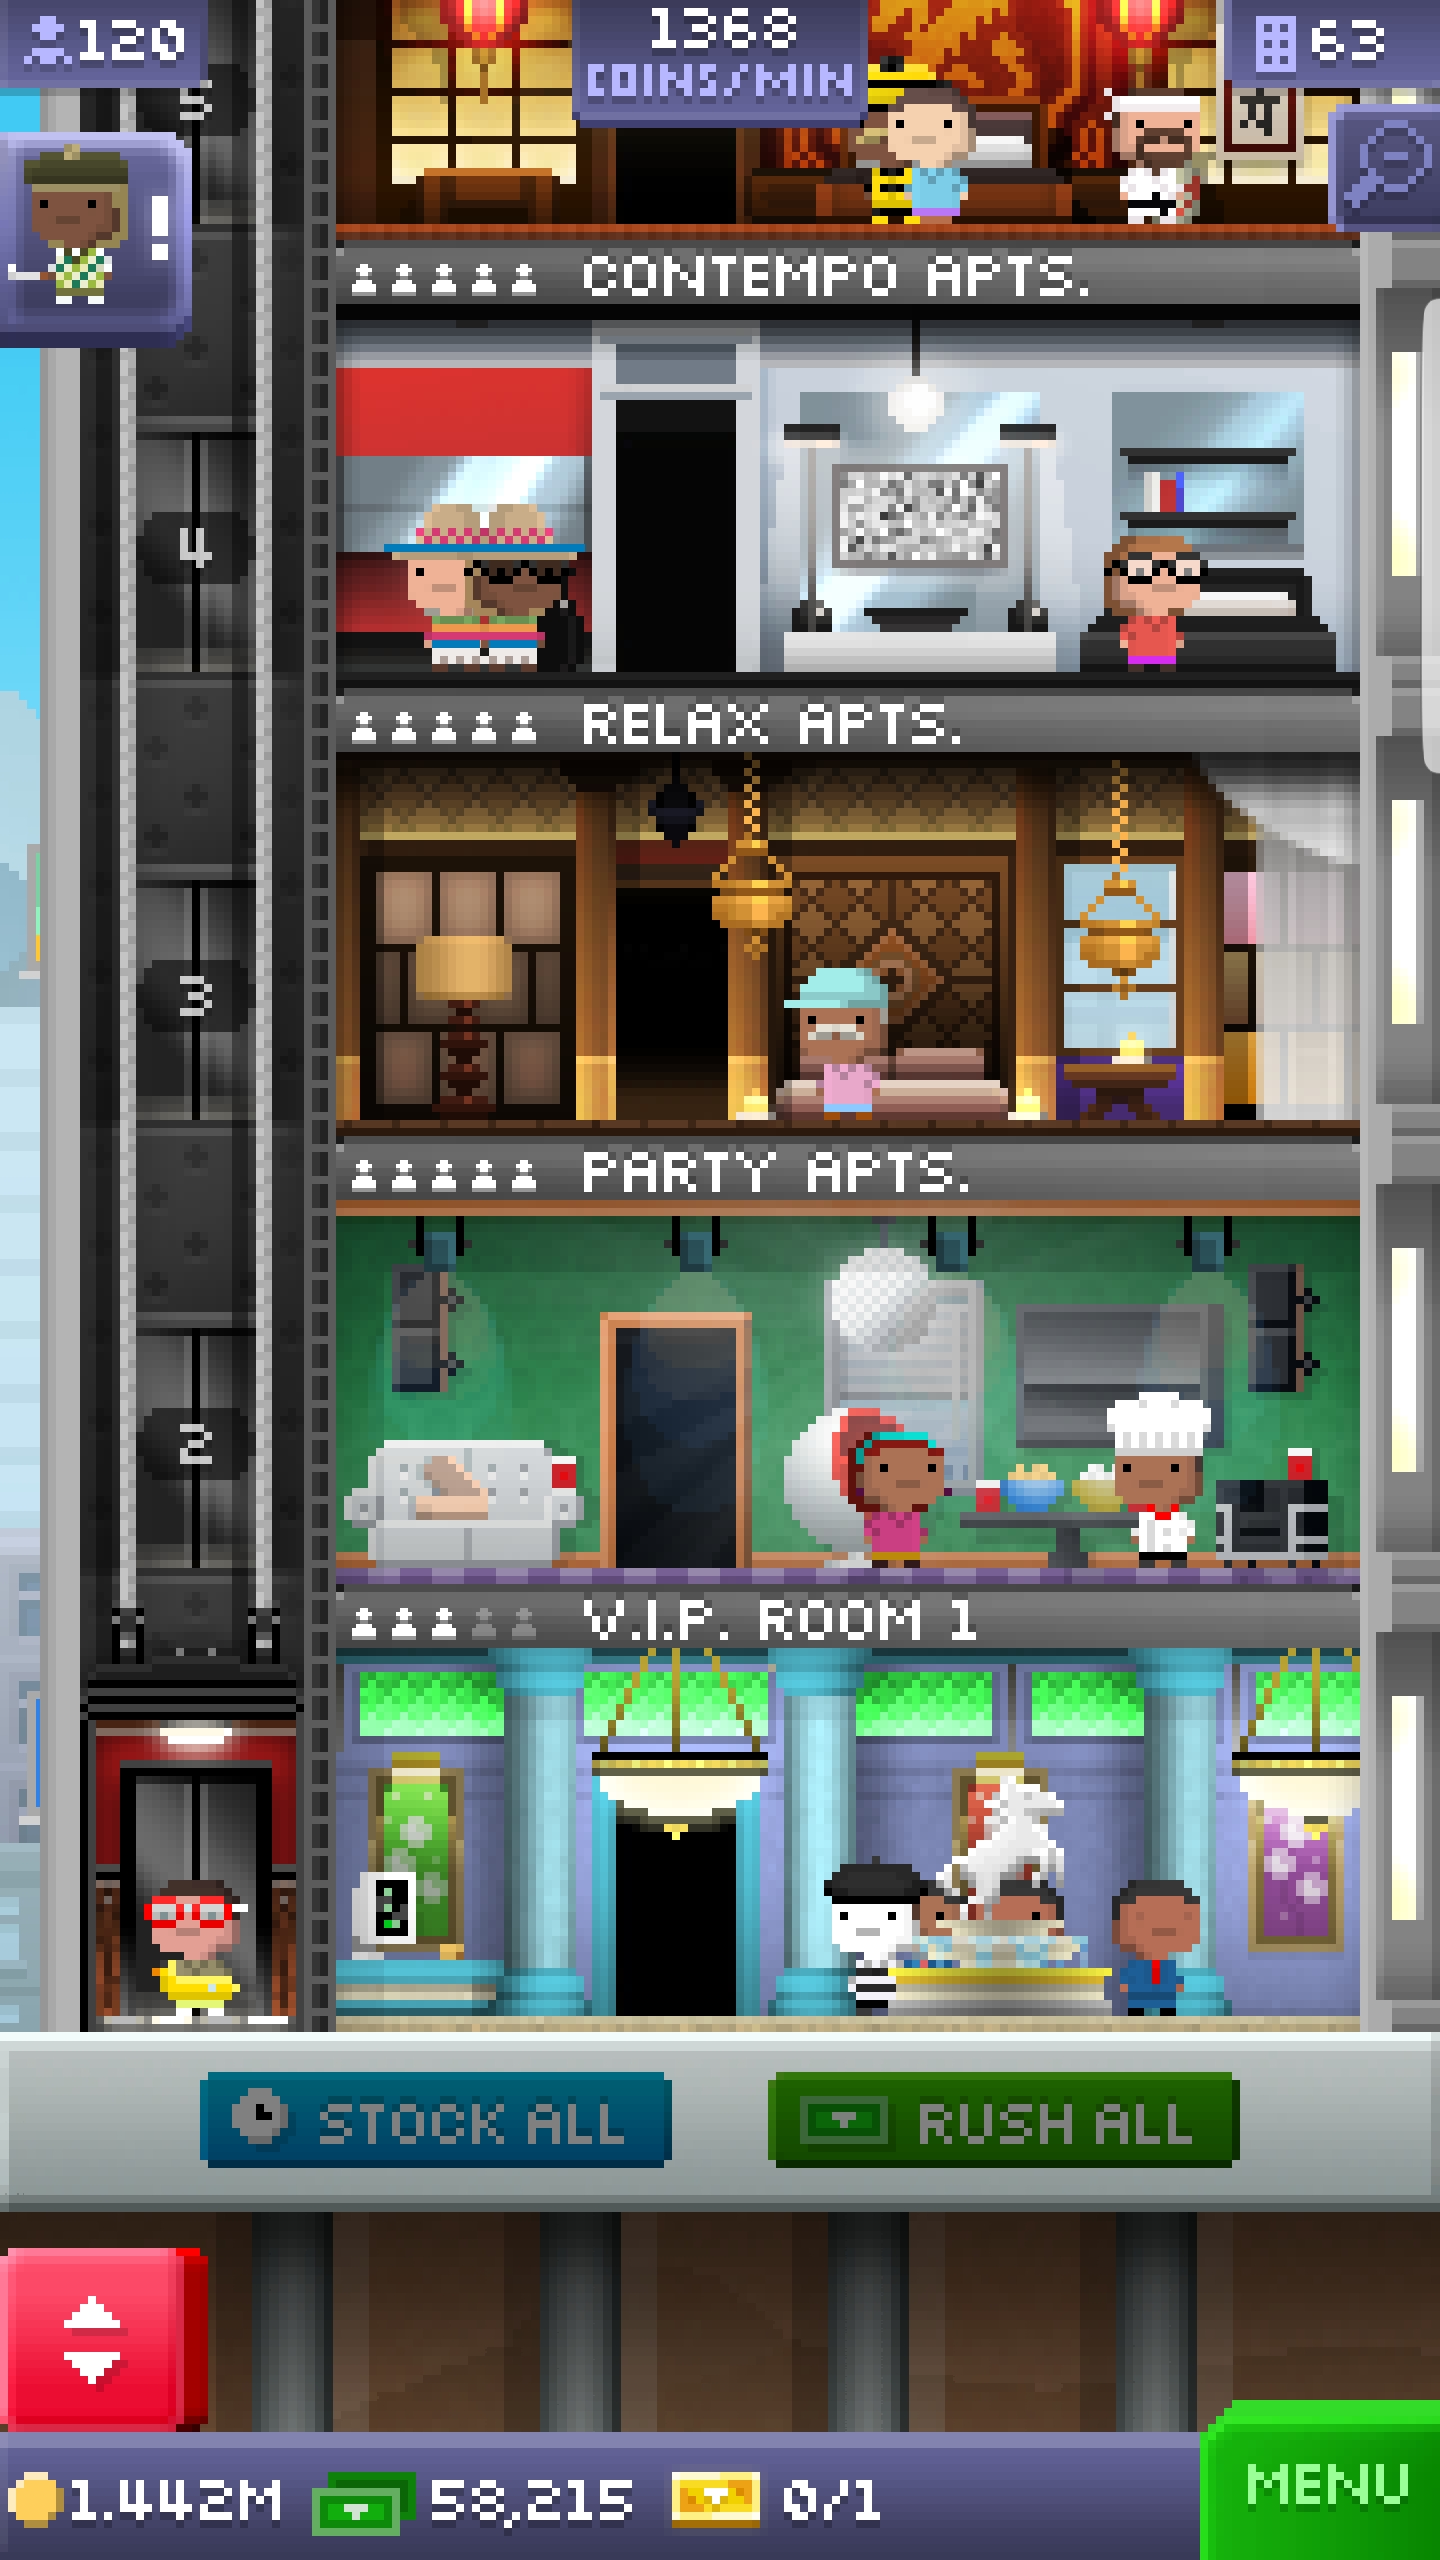 120
1368
COINS/MIN
63
5
!
CONTEMPO APTS.
4
RELAX APTS.
3
PARTY APTS.
2
V.I.P. ROOM 1
STOCK ALL
RUSH ALL
1.442M
58,215
0/1
MENU